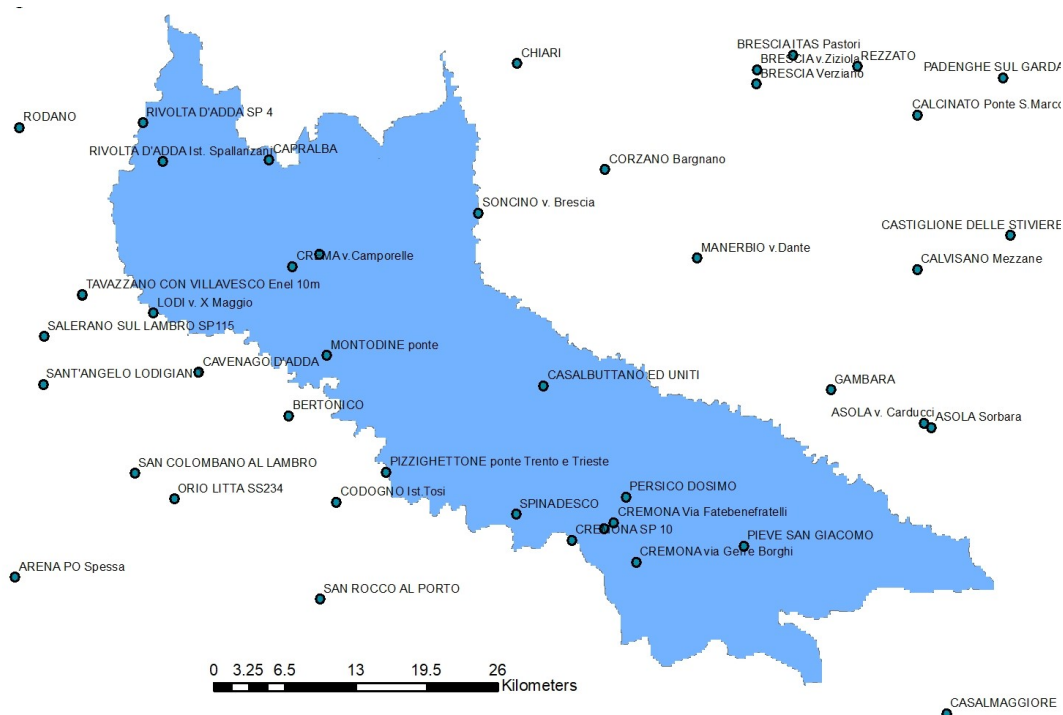 CHIARI
BRESCIA ITAS Pastori
BRESCIA v.Ziziola
REZZATO
BRESCIA Verziano
PADENGHE SUL GARDA
CALCINATO Ponte S.Marco
RODANO
RIVOLTA D'ADDA SP 4
RIVOLTA D'ADDA Ist. Spallanzani
CAPRALBA
CORZANO Bargnano
SONCINO v. Brescia
CASTIGLIONE DELLE STIVIERE
MANERBIO v.Dante
CREMA v.Camporelle
CALVISANO Mezzane
TAVAZZANO CON VILLAVESCO Enel 10m
LODI v. X Maggio
SALERANO SUL LAMBRO SP115
MONTODINE ponte
CAVENAGO D'ADDA
SANT'ANGELO LODIGIAN
CASALBUTTANO ED UNITI
GAMBARA
BERTONICO
ASOLA v. Carducci
ASOLA Sorbara
SAN COLOMBANO AL LAMBRO
PIZZIGHETTONE ponte Trento e Trieste
ORIO LITTA SS234
CODOGNO Ist.Tosi
PERSICO DOSIMO
SPINADESCO
CREMONA Via Fatebenefratelli
CREMONA SP 10
PIEVE SAN GIACOMO
CREMONA via Gerre Borghi
ARENA PO Spessa
SAN ROCCO AL PORTO
0 3.25 6.5 13 19.5 26
Kilometers
CASALMAGGIORE